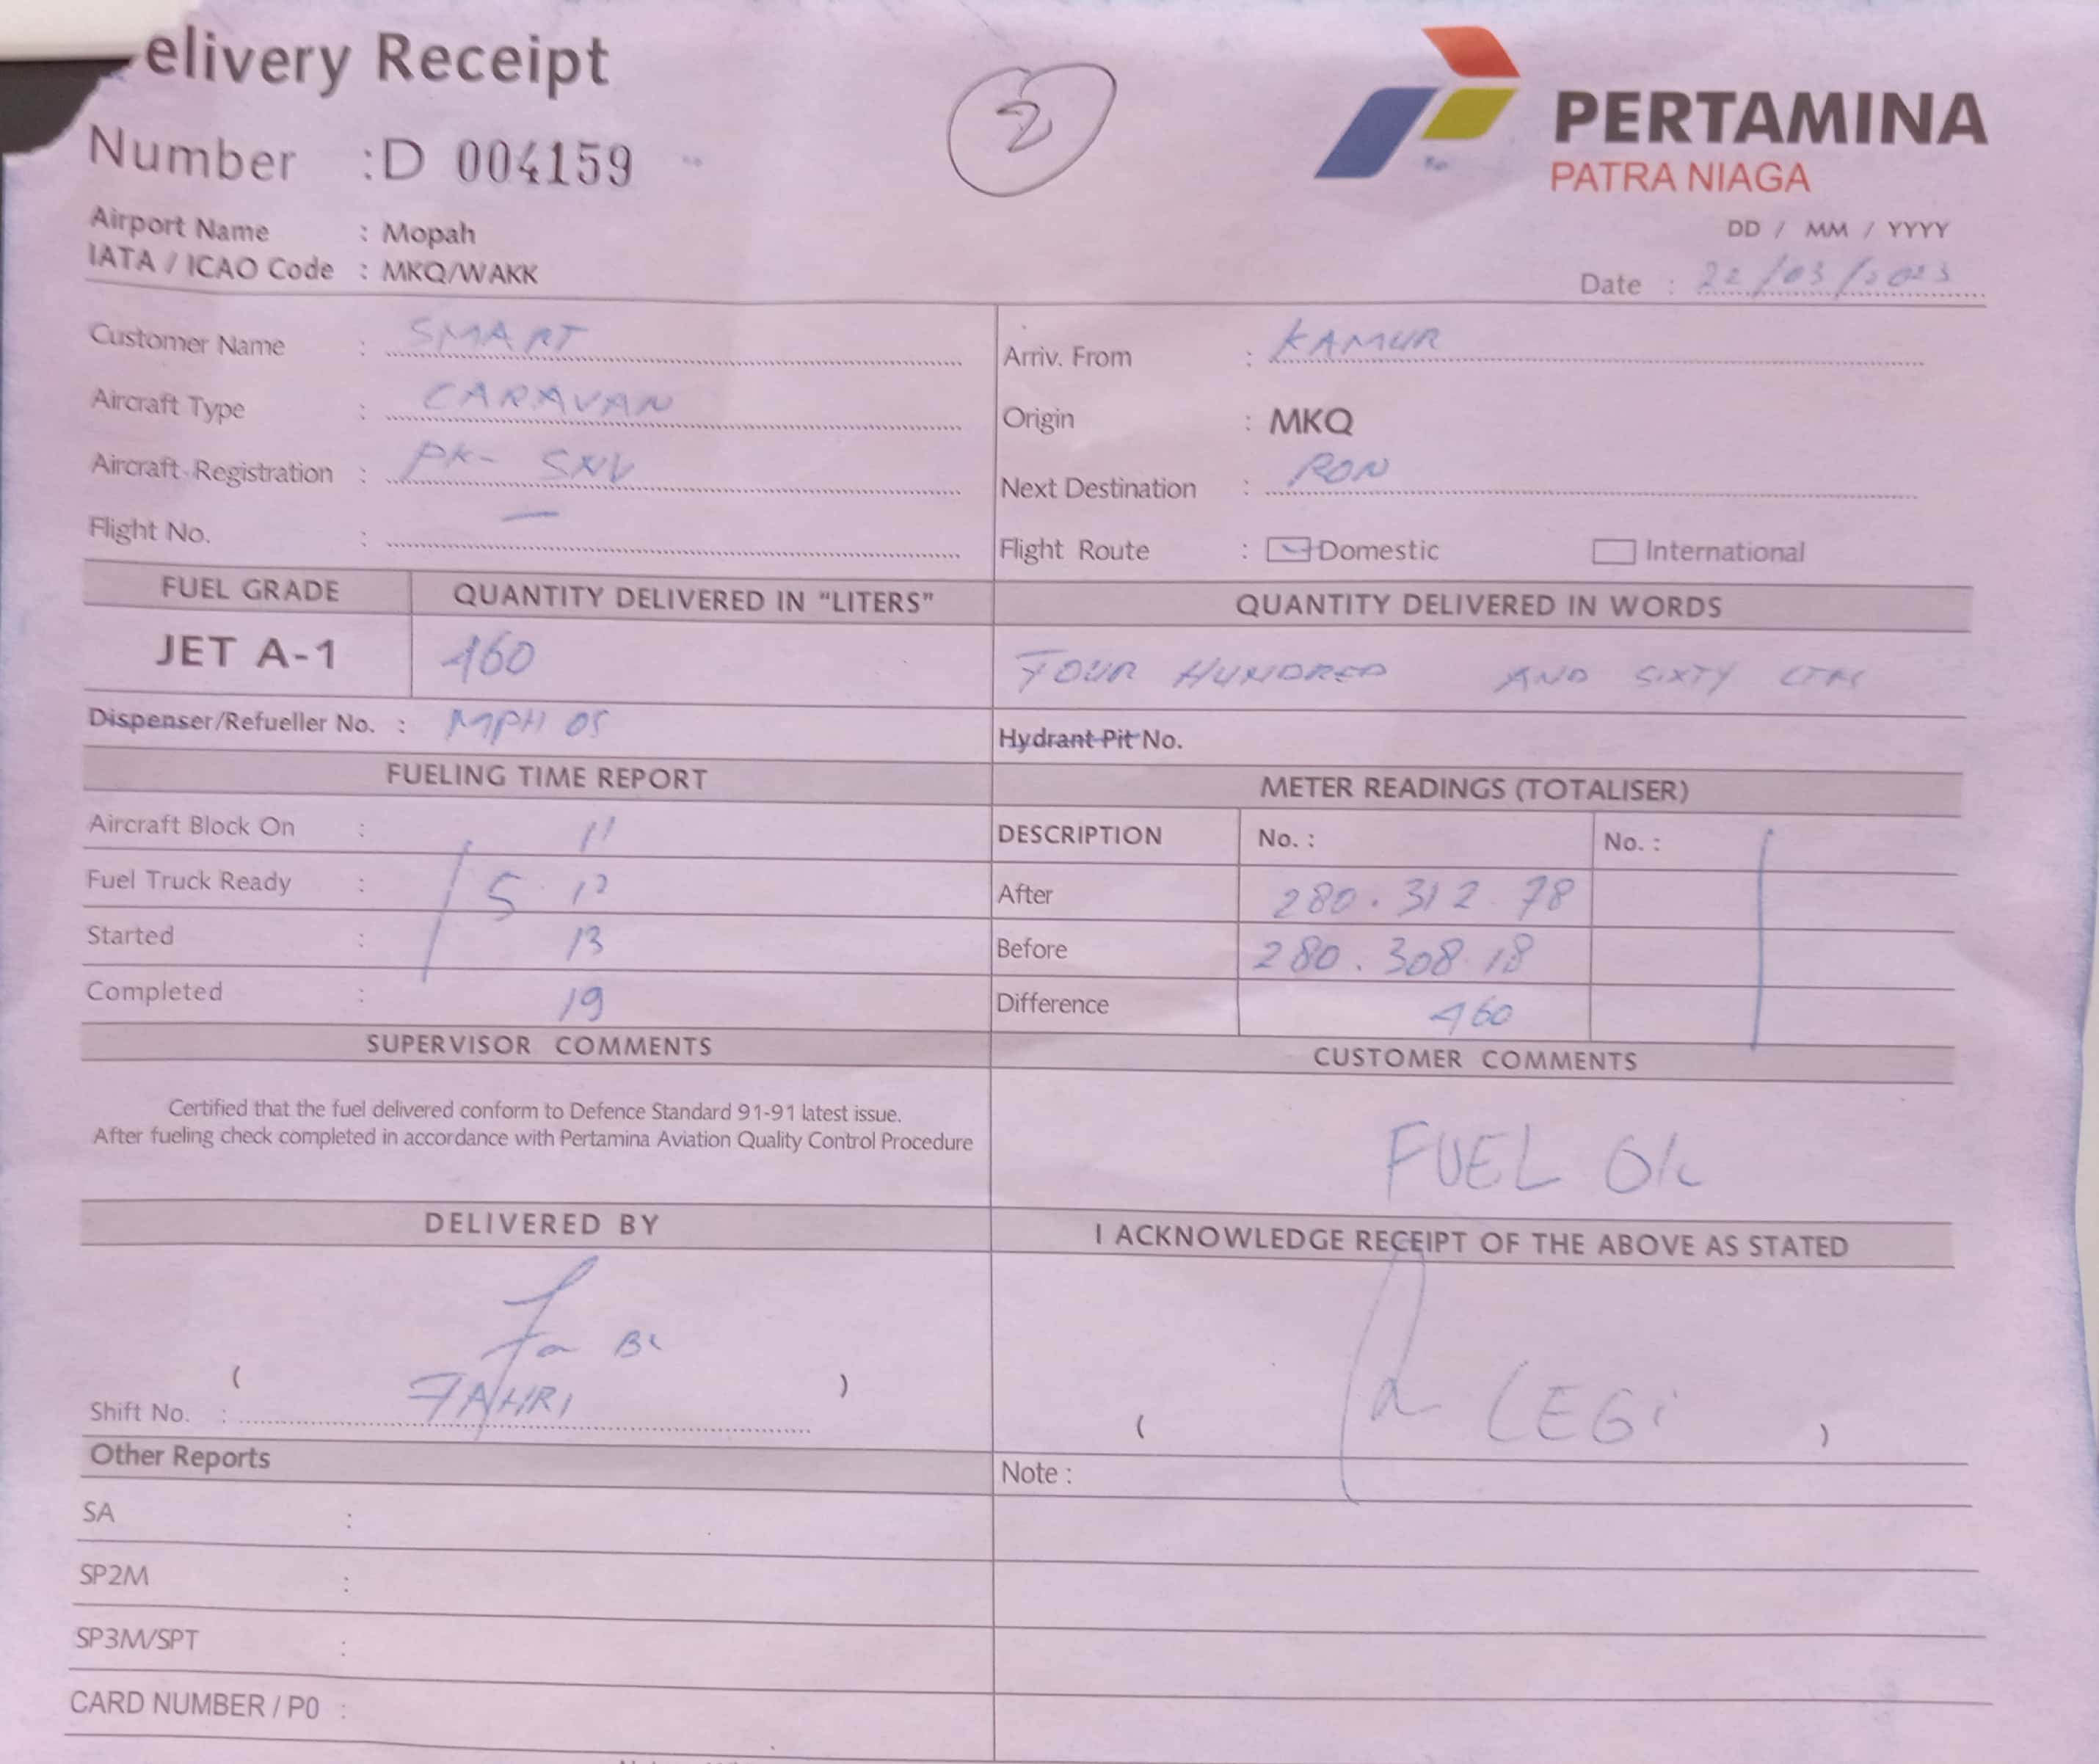 elivery Receipt
2
PERTAMINA
PATRA NIAGA
Number : D 004159
Airport Name : Mopah
IATA / ICAO Code : MKQ/WAKK
DD / MM / YYYY
Date : 22/03/2023
Customer Name : SMART
Aircraft Type : CARAVAN
Aircraft Registration : PK- SNV
Flight No. : —
Arriv. From : KAMUR
Origin : MKQ
Next Destination : RON
Flight Route : Domestic International
FUEL GRADE QUANTITY DELIVERED IN "LITERS" QUANTITY DELIVERED IN WORDS
JET A-1 460 FOUR HUNDRED AND SIXTY LTRS
Dispenser/Refueller No. : MPH 05 Hydrant Pit No.
FUELING TIME REPORT
Aircraft Block On : 11
Fuel Truck Ready : 15 12
Started : 13
Completed : 19
METER READINGS (TOTALISER)
DESCRIPTION No. : No. :
After 280.312 78
Before 280.308.18
Difference 460
SUPERVISOR COMMENTS
Certified that the fuel delivered conform to Defence Standard 91-91 latest issue.
After fueling check completed in accordance with Pertamina Aviation Quality Control Procedure
CUSTOMER COMMENTS
FUEL OK
DELIVERED BY
( FAHRI )
Shift No. :
I ACKNOWLEDGE RECEIPT OF THE ABOVE AS STATED
( LEGI )
Other Reports
Note :
SA :
SP2M :
SP3M/SPT :
CARD NUMBER / P0 :